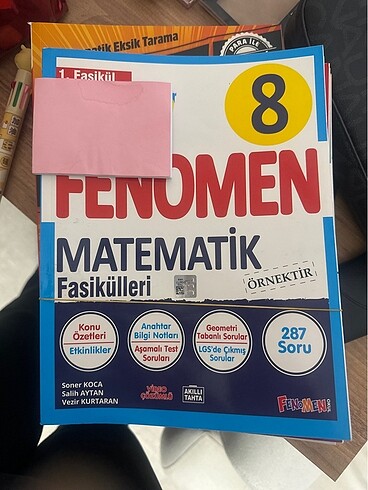 Eksik Tarama
PARA İLE
1. Fasikül
8
FENOMEN
MATEMATİK
Fasikülleri
ÖRNEKTİR
Konu
Özetleri
Etkinlikler
Anahtar
Bilgi Notları
Aşamalı Test
Soruları
Geometri
Tabanlı Sorular
LGS'de Çıkmış
Sorular
287
Soru
Soner KOCA
Salih AYTAN
Vezir KURTARAN
VİDEO
ÇÖZÜMLÜ
AKILLI
TAHTA
FENOMEN